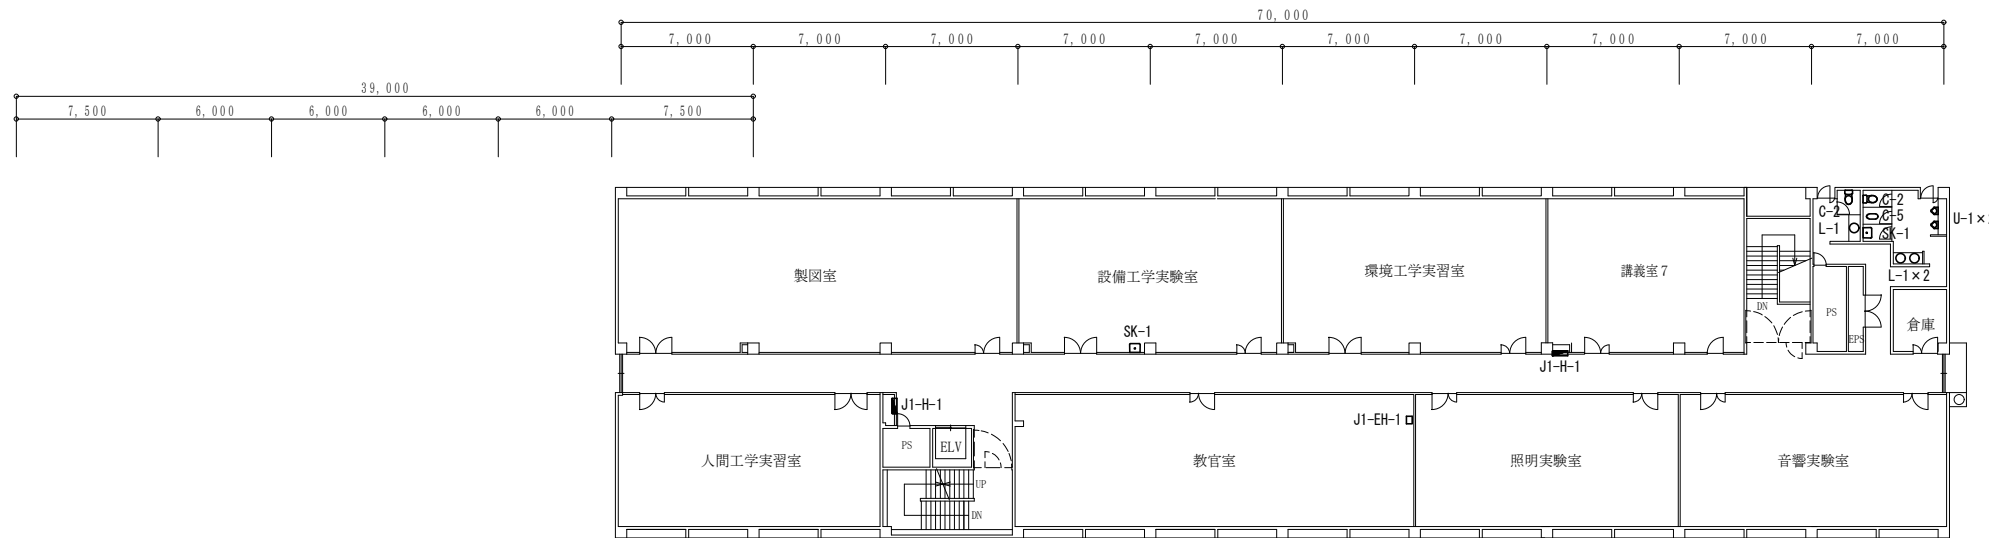 70,000
7,000 7,000 7,000 7,000 7,000 7,000 7,000 7,000 7,000 7,000
39,000
7,500 6,000 6,000 6,000 6,000 7,500
C-2 C-2
C-5
L-1 SK-1
U-1×
L-1×2
製図室 設備工学実験室 環境工学実習室 講義室7
DN
PS
EPS
倉庫
SK-1
J1-H-1
J1-H-1
J1-EH-1
PS
ELV
人間工学実習室 教官室 照明実験室 音響実験室
UP
DN